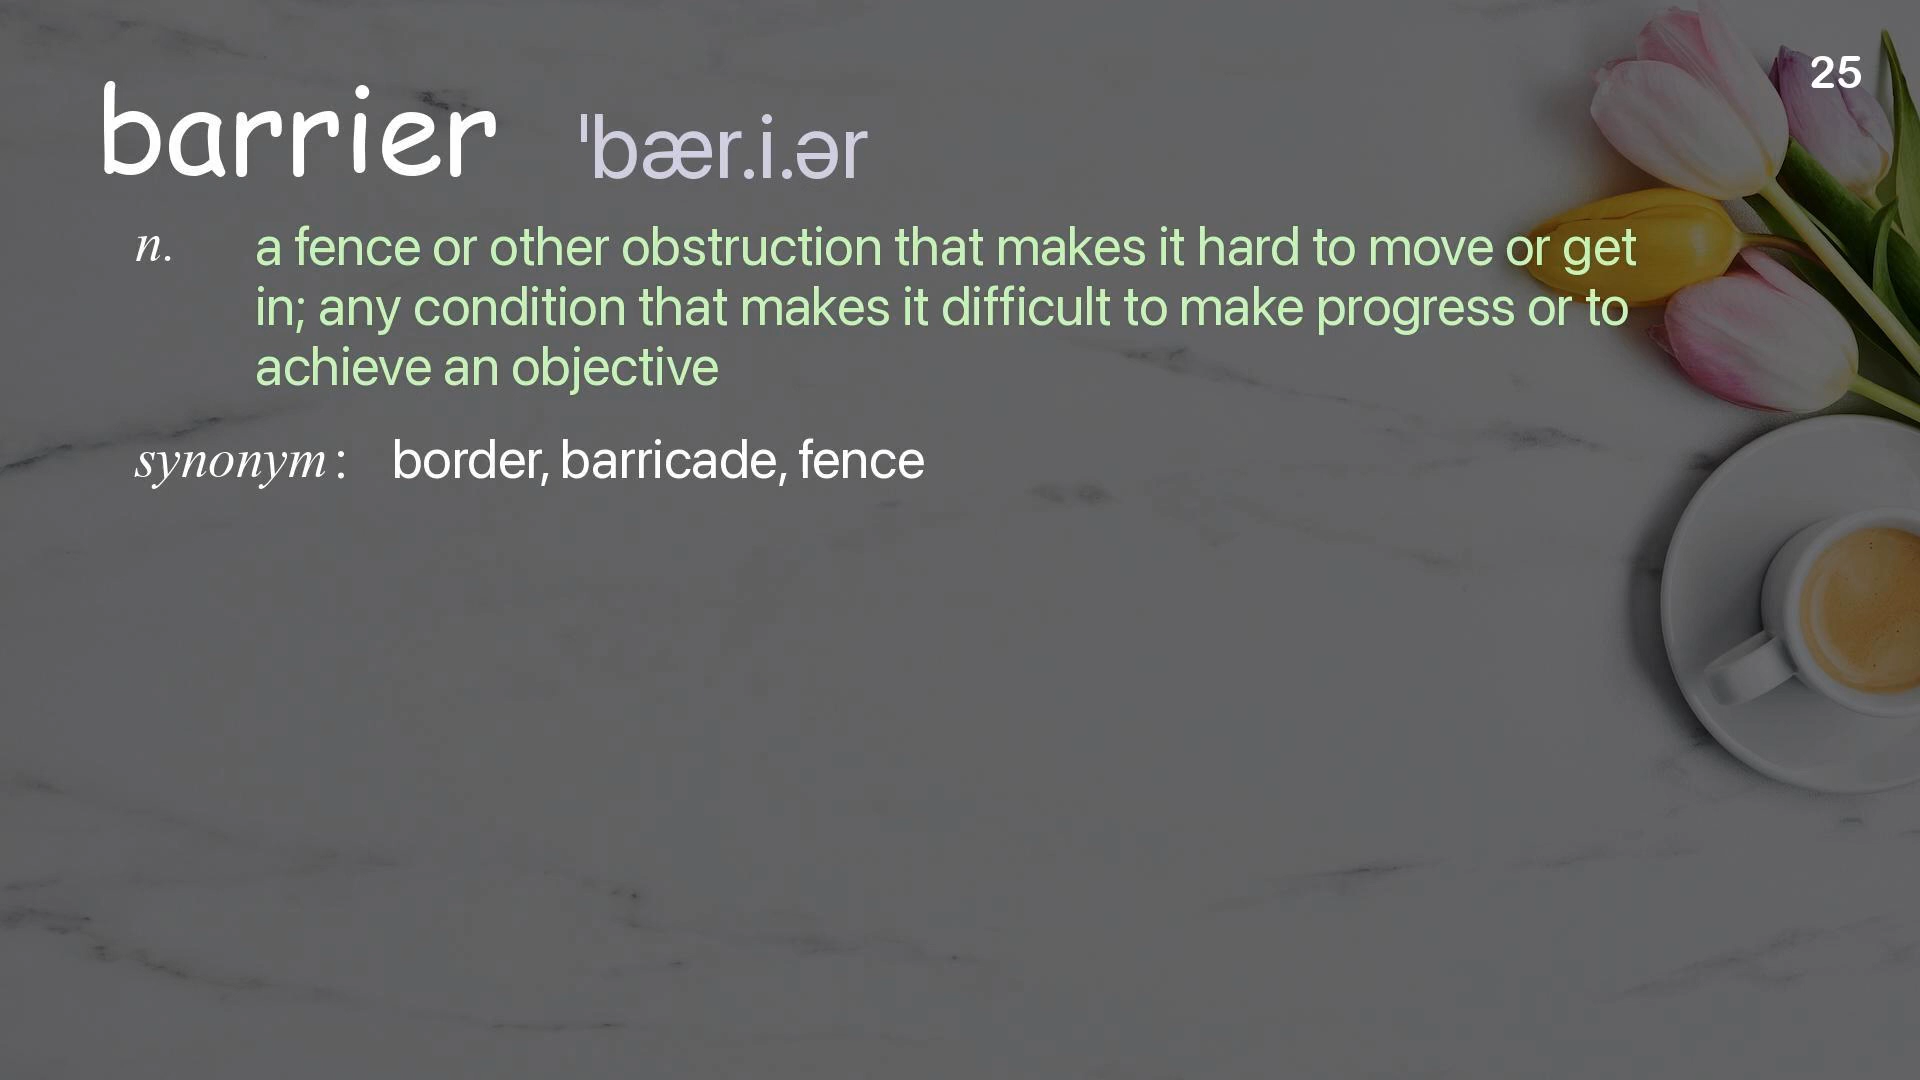 25
barrier ˈbær.i.ər
n. a fence or other obstruction that makes it hard to move or get
in; any condition that makes it difficult to make progress or to
achieve an objective
synonym: border, barricade, fence